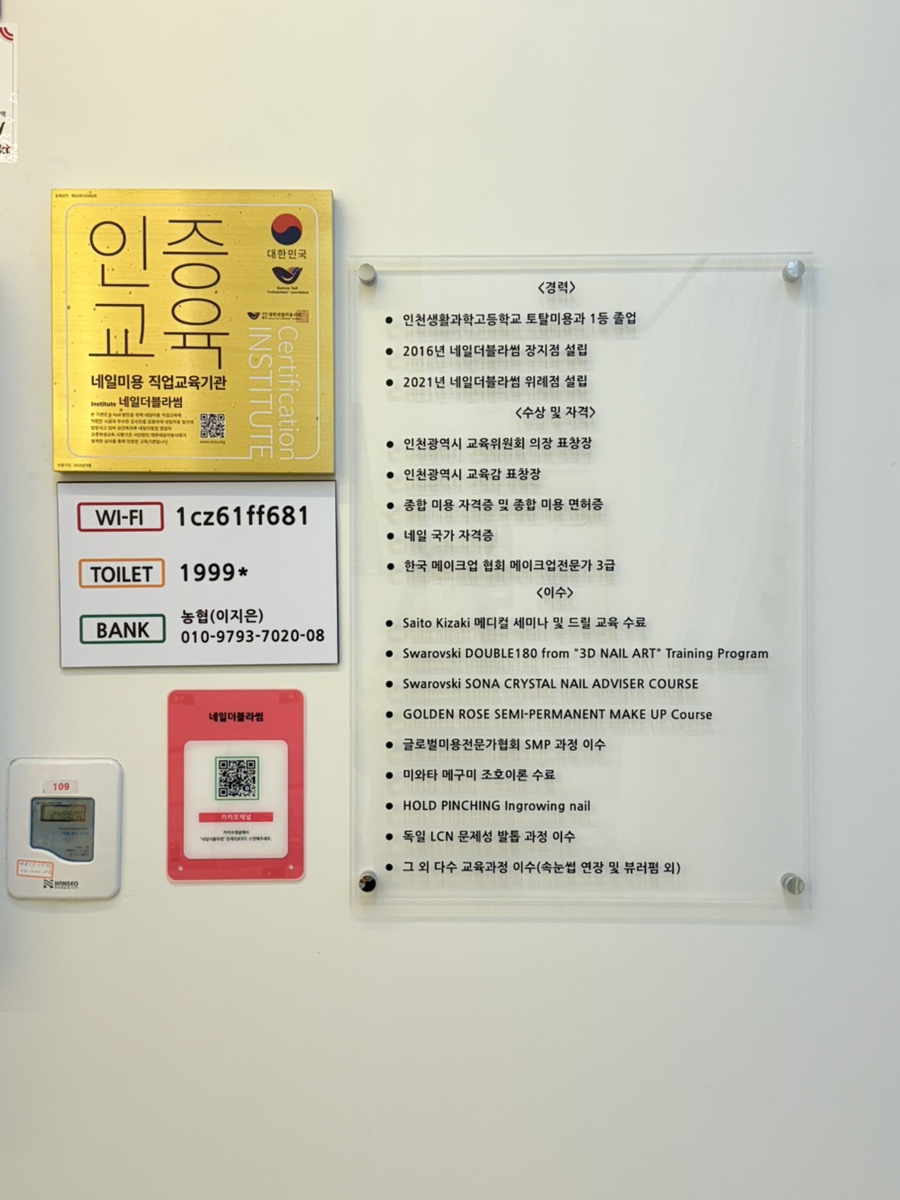 인증
교육
대한민국
Certification
INSTITUTE
네일미용 직업교육기관
Institute 네일더블라썸
WI-FI 1cz61ff681
TOILET 1999*
BANK 농협(이지은)
010-9793-7020-08
네일더블라썸
카카오채널
109
HANSEO
<경력>
● 인천생활과학고등학교 토탈미용과 1등 졸업
● 2016년 네일더블라썸 장지점 설립
● 2021년 네일더블라썸 위례점 설립
<수상 및 자격>
● 인천광역시 교육위원회 의장 표창장
● 인천광역시 교육감 표창장
● 종합 미용 자격증 및 종합 미용 면허증
● 네일 국가 자격증
● 한국 메이크업 협회 메이크업전문가 3급
<이수>
● Saito Kizaki 메디컬 세미나 및 드릴 교육 수료
● Swarovski DOUBLE180 from "3D NAIL ART" Training Program
● Swarovski SONA CRYSTAL NAIL ADVISER COURSE
● GOLDEN ROSE SEMI-PERMANENT MAKE UP Course
● 글로벌미용전문가협회 SMP 과정 이수
● 미와타 메구미 조호이론 수료
● HOLD PINCHING Ingrowing nail
● 독일 LCN 문제성 발톱 과정 이수
● 그 외 다수 교육과정 이수(속눈썹 연장 및 뷰러펌 외)